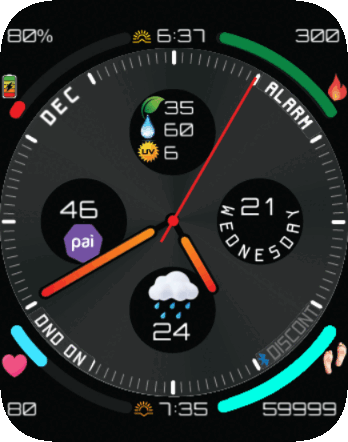 80% 6:37 300
DEC ALARM
35
60
UV 6
46
pai
21
WEDNESDAY
24
DND ON DISCONT
80 7:35 59999